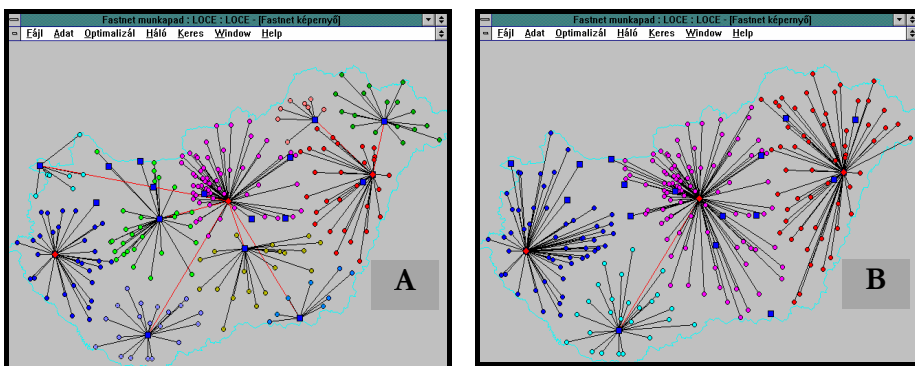 Fastnet munkapad : LOCE : LOCE - [Fastnet képernyő]
Fájl Adat Optimalizál Háló Keres Window Help
A
Fastnet munkapad : LOCE : LOCE - [Fastnet képernyő]
Fájl Adat Optimalizál Háló Keres Window Help
B